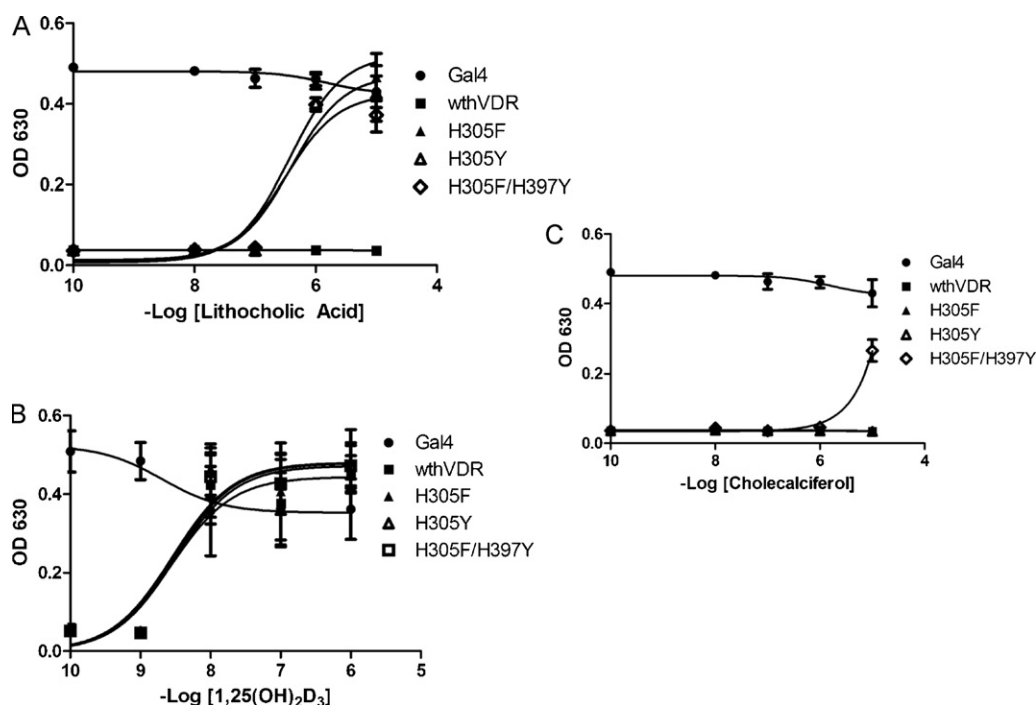 A
0.6
0.4
0.2
0.0
OD 630
10
8
6
4
-Log [Lithocholic Acid]
Gal4
wthVDR
H305F
H305Y
H305F/H397Y
B
0.6
0.4
0.2
0.0
OD 630
10
9
8
7
6
5
-Log [1,25(OH)₂D₃]
Gal4
wthVDR
H305F
H305Y
H305F/H397Y
C
0.6
0.4
0.2
0.0
OD 630
10
8
6
4
-Log [Cholecalciferol]
Gal4
wthVDR
H305F
H305Y
H305F/H397Y